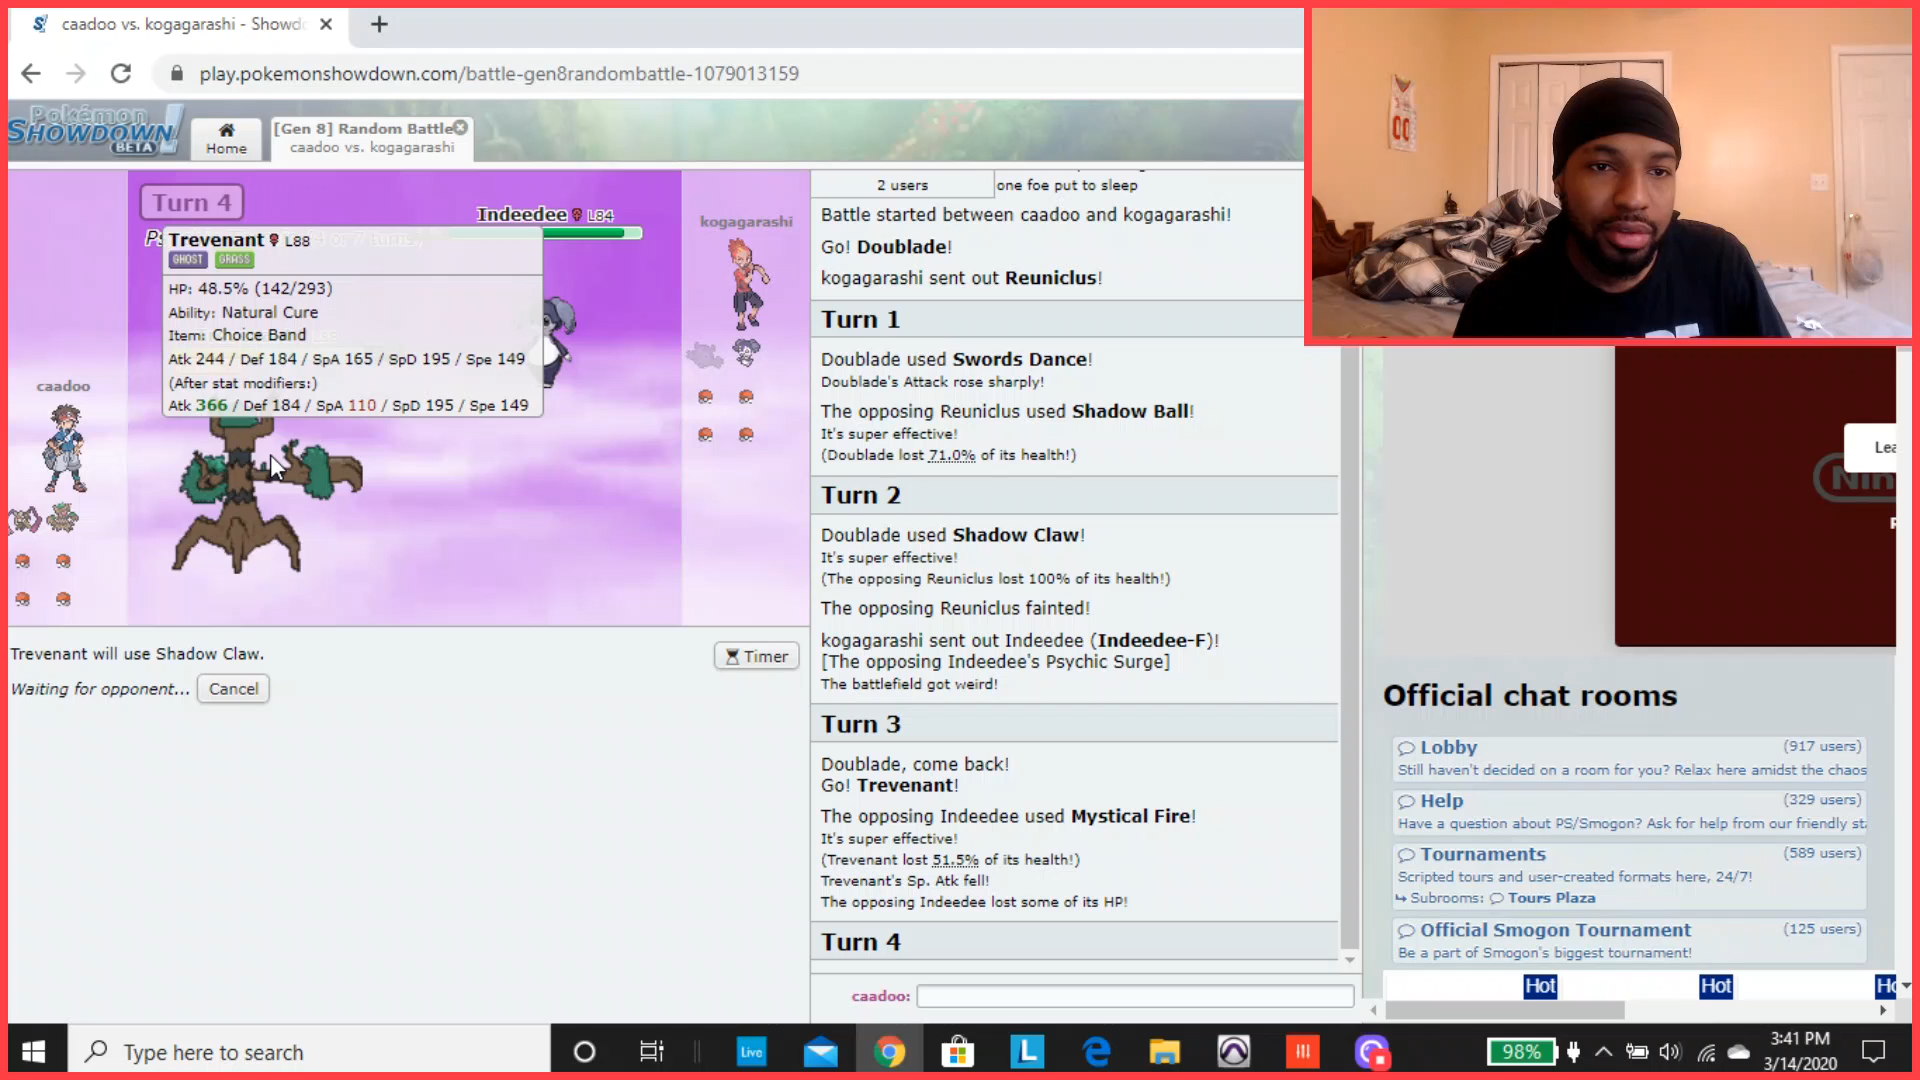 caadoo vs. kogagarashi - Showd
play.pokemonshowdown.com/battle-gen8randombattle-1079013159
Pokémon
SHOWDOWN!
BETA
Home
[Gen 8] Random Battle
caadoo vs. kogagarashi
Turn 4
Indeedee L84
Trevenant L88
GHOST GRASS
HP: 48.5% (142/293)
Ability: Natural Cure
Item: Choice Band
Atk 244 / Def 184 / SpA 165 / SpD 195 / Spe 149
(After stat modifiers:)
Atk 366 / Def 184 / SpA 110 / SpD 195 / Spe 149
kogagarashi
caadoo
Trevenant will use Shadow Claw.
Waiting for opponent... Cancel
Timer
2 users
one foe put to sleep
Battle started between caadoo and kogagarashi!
Go! Doublade!
kogagarashi sent out Reuniclus!
Turn 1
Doublade used Swords Dance!
Doublade's Attack rose sharply!
The opposing Reuniclus used Shadow Ball!
It's super effective!
(Doublade lost 71.0% of its health!)
Turn 2
Doublade used Shadow Claw!
It's super effective!
(The opposing Reuniclus lost 100% of its health!)
The opposing Reuniclus fainted!
kogagarashi sent out Indeedee (Indeedee-F)!
[The opposing Indeedee's Psychic Surge]
The battlefield got weird!
Turn 3
Doublade, come back!
Go! Trevenant!
The opposing Indeedee used Mystical Fire!
It's super effective!
(Trevenant lost 51.5% of its health!)
Trevenant's Sp. Atk fell!
The opposing Indeedee lost some of its HP!
Turn 4
caadoo:
00
Lea
Nin
Official chat rooms
Lobby (917 users)
Still haven't decided on a room for you? Relax here amidst the chaos
Help (329 users)
Have a question about PS/Smogon? Ask for help from our friendly st
Tournaments (589 users)
Scripted tours and user-created formats here, 24/7!
↳ Subrooms: Tours Plaza
Official Smogon Tournament (125 users)
Be a part of Smogon's biggest tournament!
Hot Hot Ho
Type here to search
Live
L
98%
3:41 PM
3/14/2020